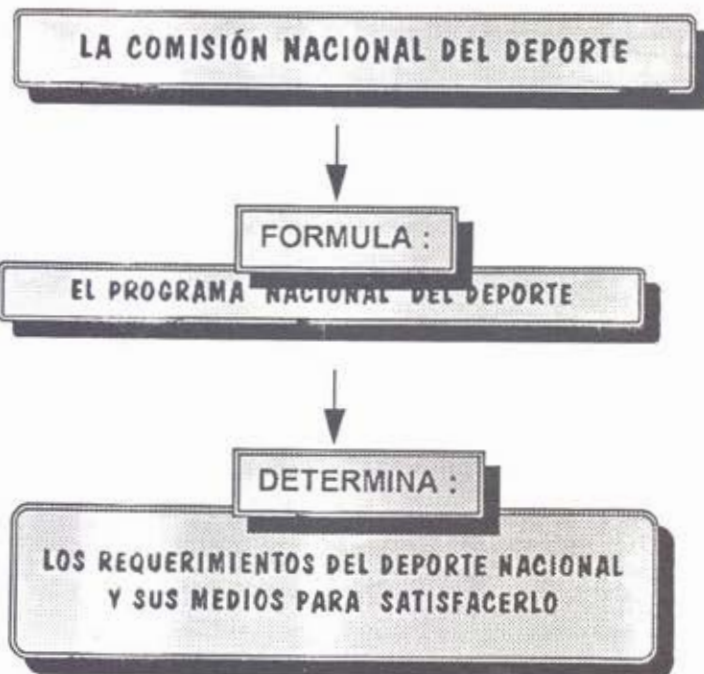 LA COMISIÓN NACIONAL DEL DEPORTE
FORMULA :
EL PROGRAMA NACIONAL DEL DEPORTE
DETERMINA :
LOS REQUERIMIENTOS DEL DEPORTE NACIONAL
Y SUS MEDIOS PARA SATISFACERLO